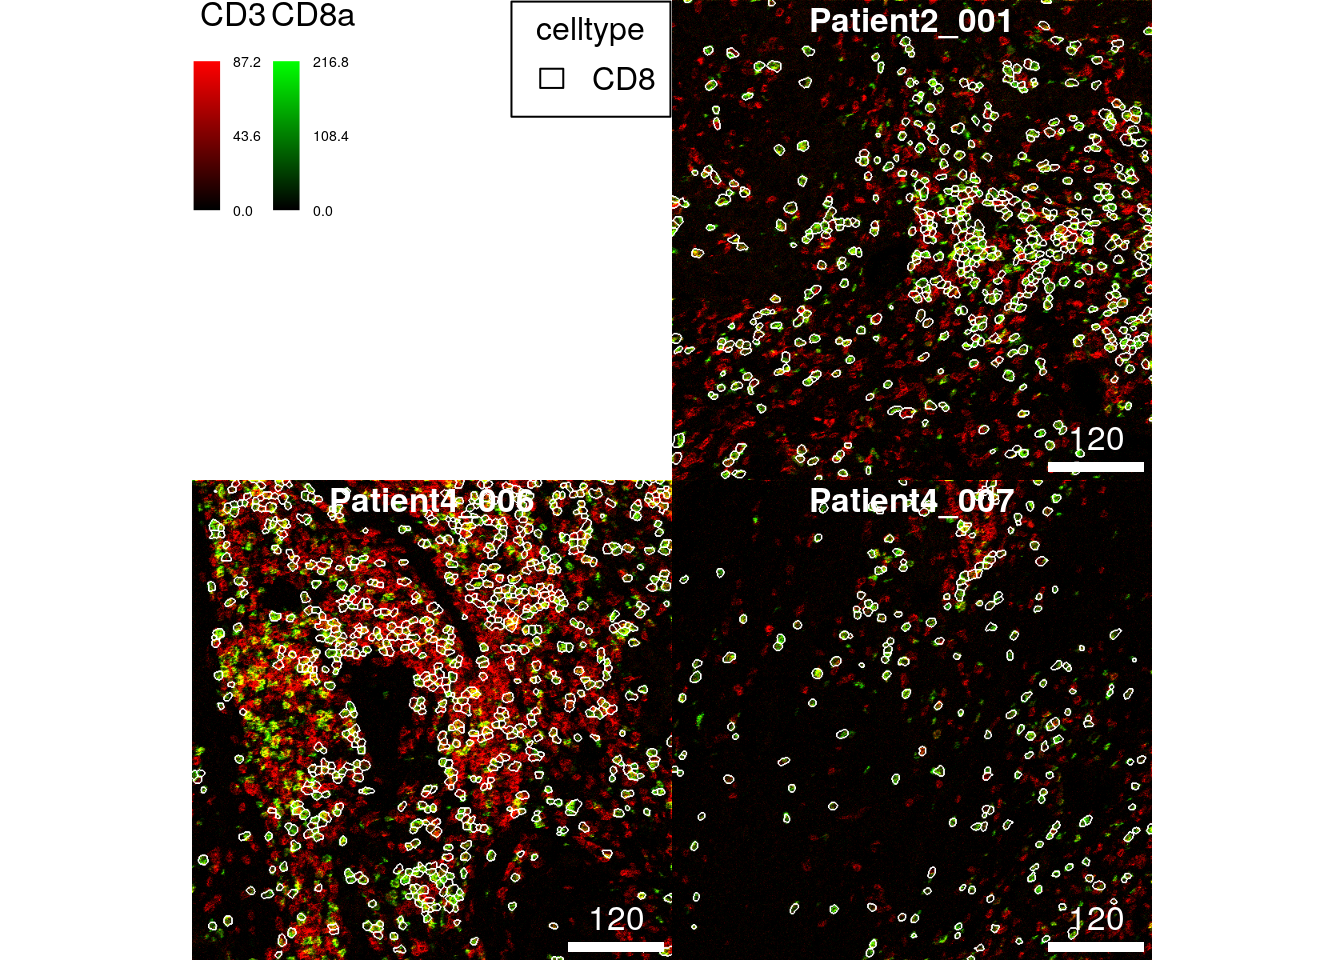 CD3 CD8a
87.2 216.8
43.6 108.4
0.0 0.0
celltype
CD8
Patient2_001
120
Patient4_006
120
Patient4_007
120